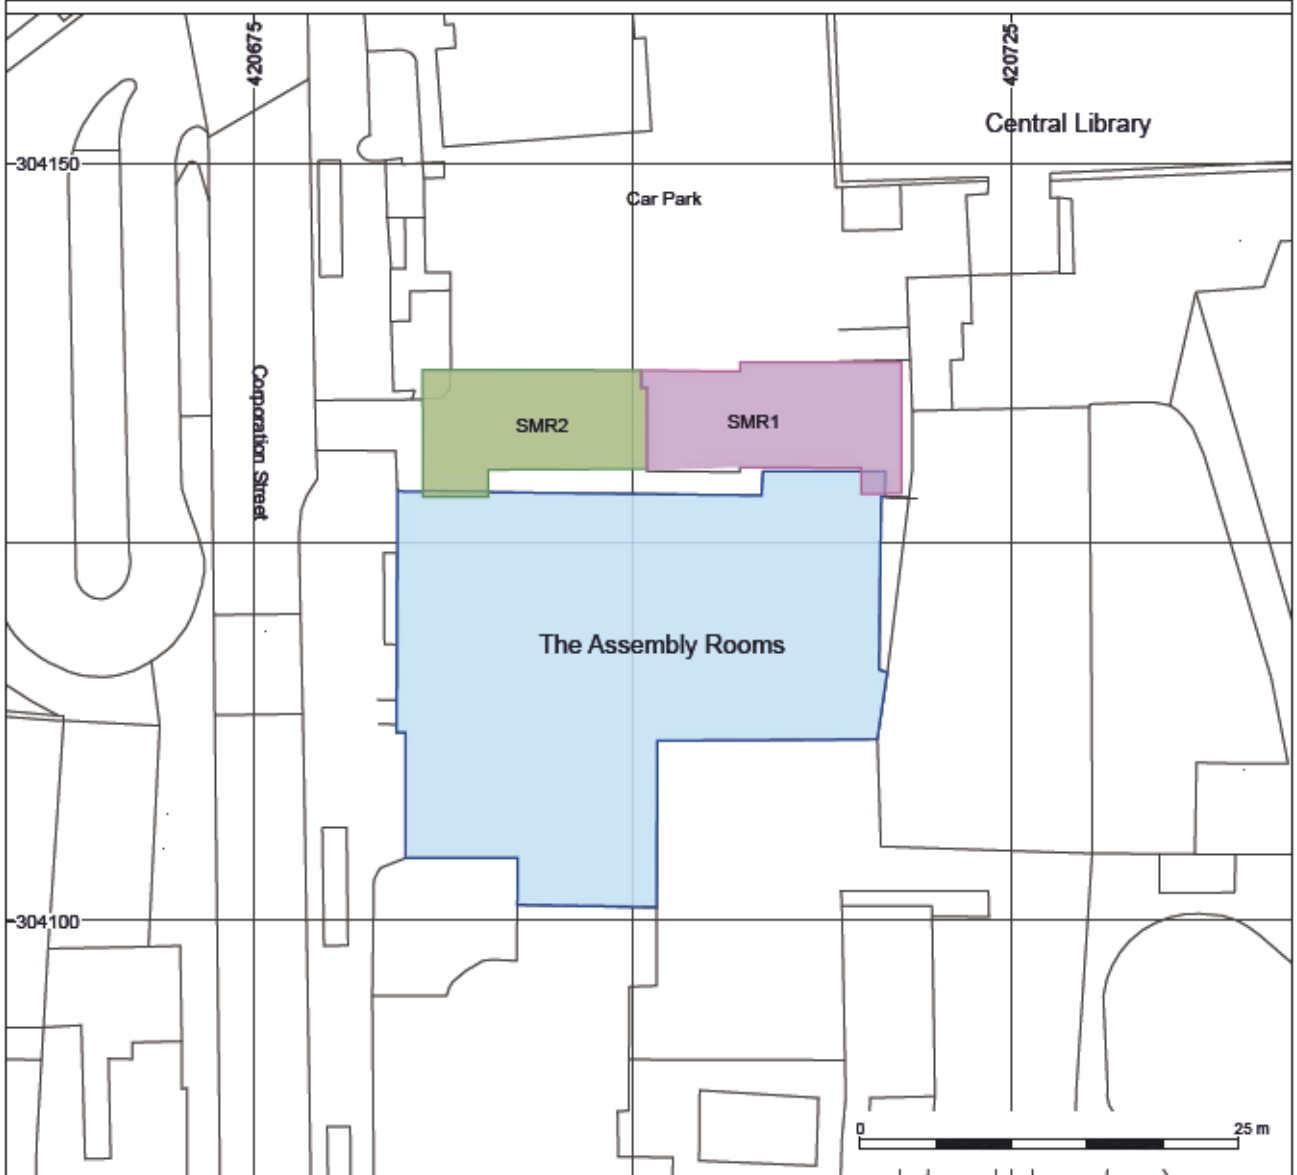 420675
420725
Central Library
304150
Car Park
Corporation Street
SMR2
SMR1
The Assembly Rooms
304100
0
25 m